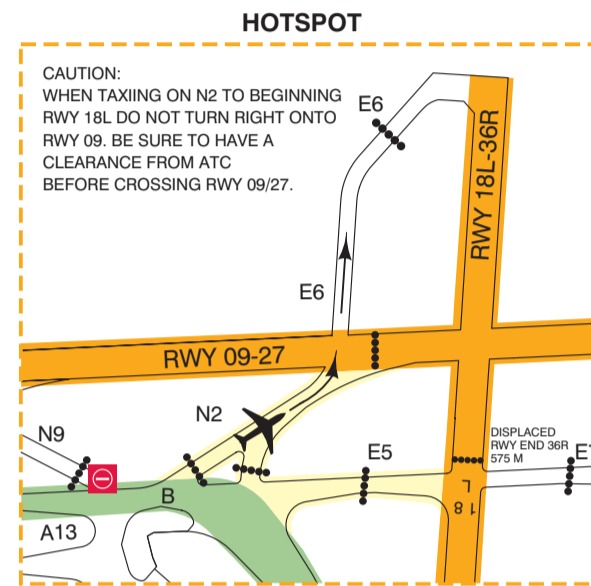 HOTSPOT
CAUTION:
WHEN TAXIING ON N2 TO BEGINNING
RWY 18L DO NOT TURN RIGHT ONTO
RWY 09. BE SURE TO HAVE A
CLEARANCE FROM ATC
BEFORE CROSSING RWY 09/27.
E6
RWY 18L-36R
E6
RWY 09-27
N2
N9
DISPLACED
RWY END 36R
575 M
E5
B
18
L
A13